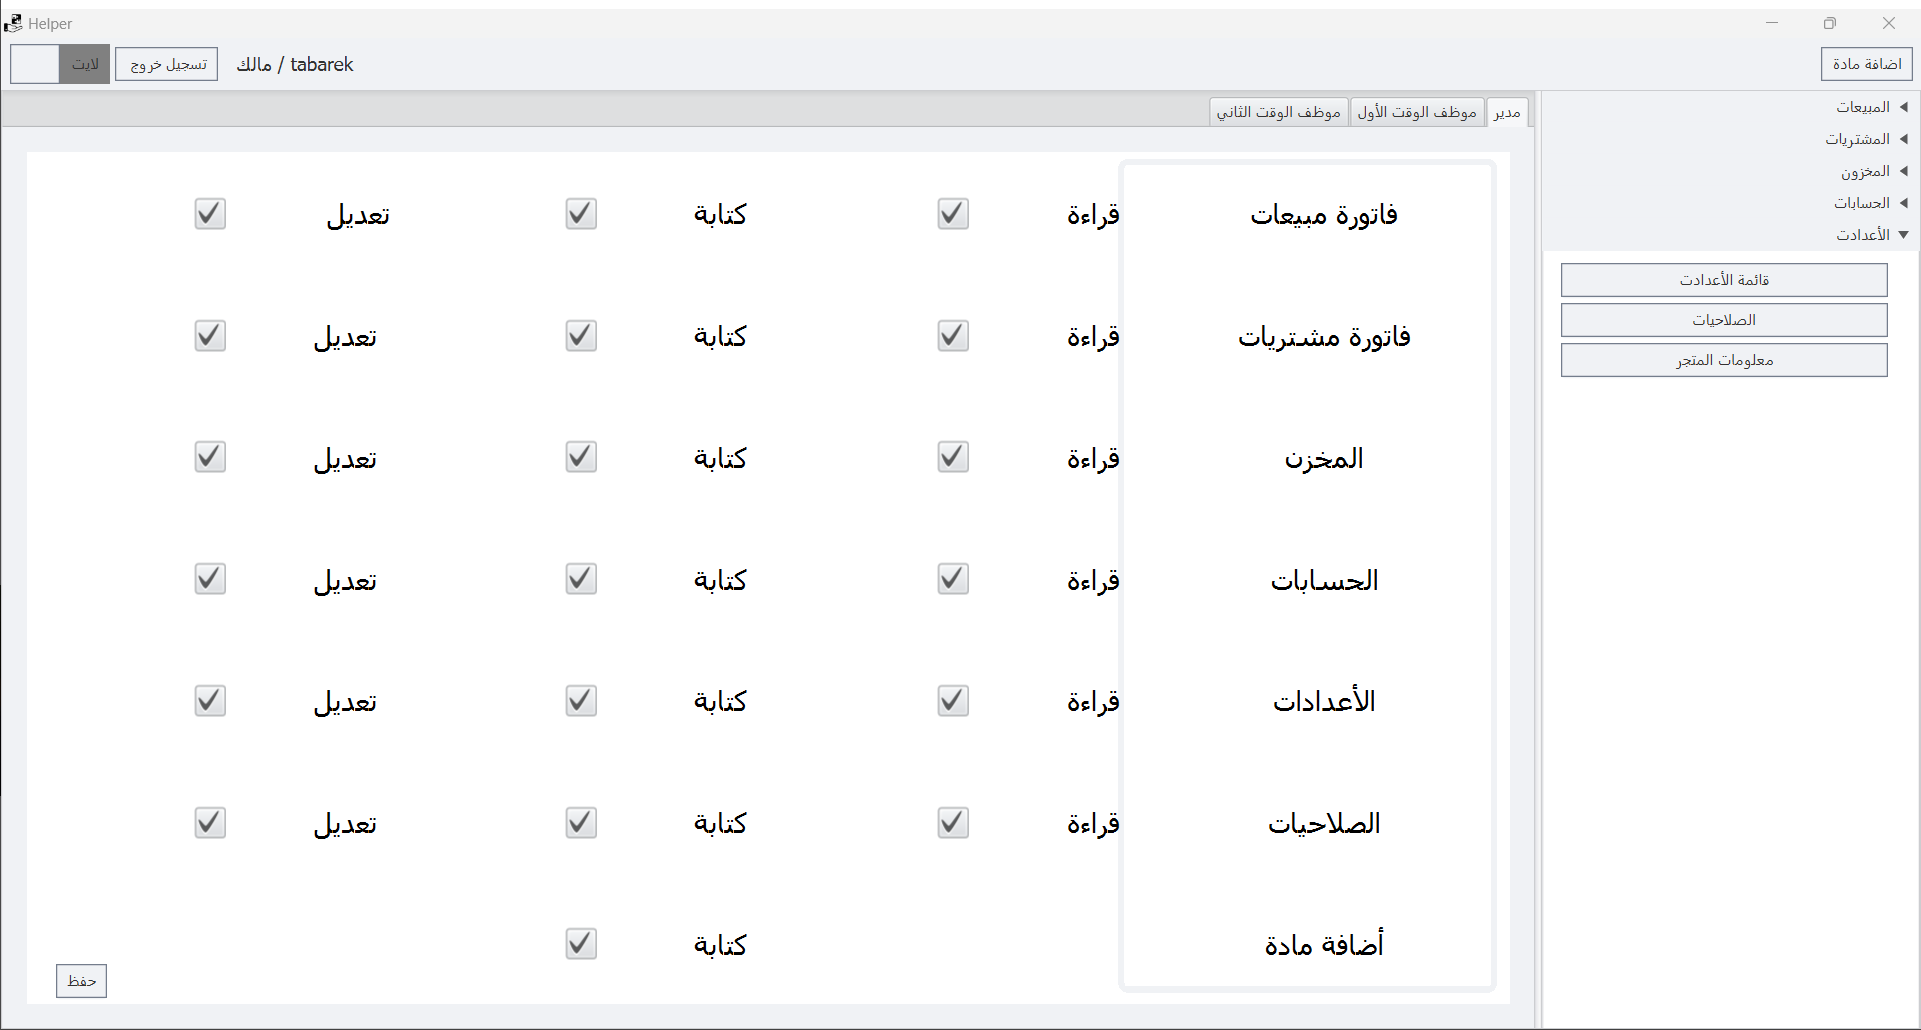 Helper
اضافة مادة
tabarek / مالك
تسجيل خروج
لايت
المبيعات
المشتريات
المخزون
الحسابات
الأعدادت
قائمة الأعدادت
الصلاحيات
معلومات المتجر
مدير
موظف الوقت الأول
موظف الوقت الثاني
فاتورة مبيعات قراءة كتابة تعديل
فاتورة مشتريات قراءة كتابة تعديل
المخزن قراءة كتابة تعديل
الحسابات قراءة كتابة تعديل
الأعدادات قراءة كتابة تعديل
الصلاحيات قراءة كتابة تعديل
أضافة مادة كتابة
حفظ